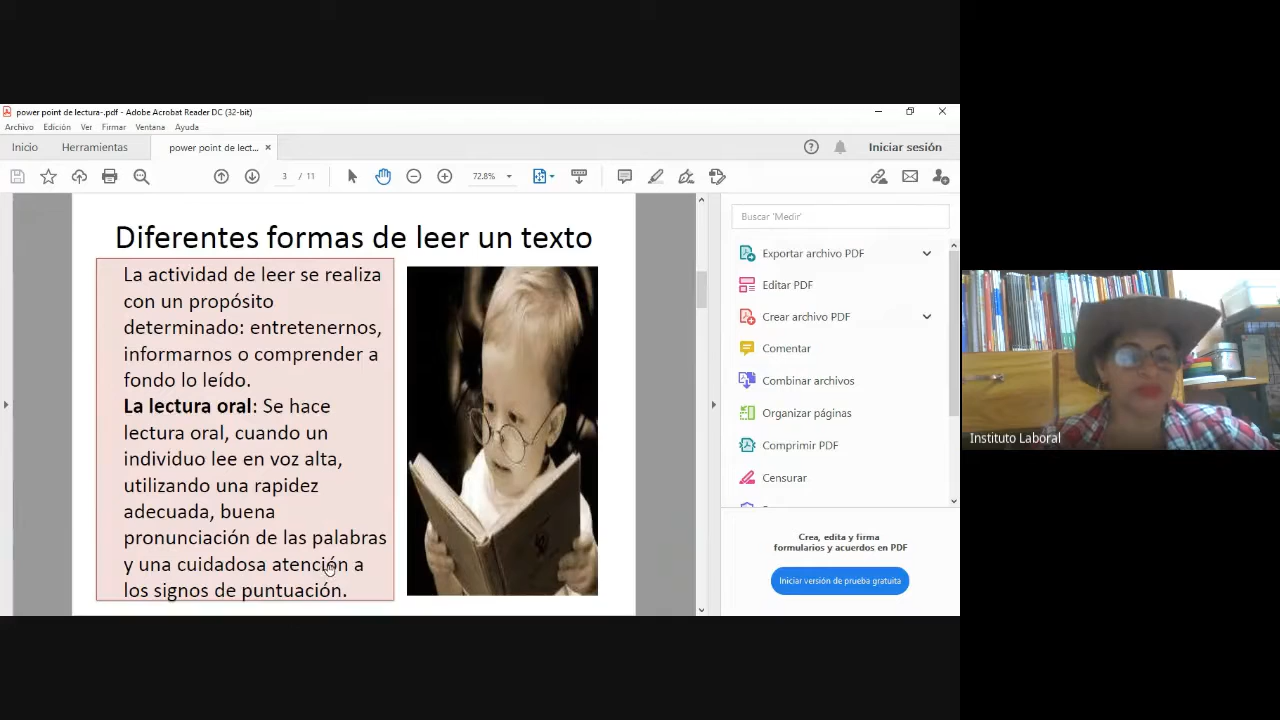 power point de lectura-.pdf - Adobe Acrobat Reader DC (32-bit)
Archivo Edición Ver Firmar Ventana Ayuda
Inicio Herramientas power point de lect... × Iniciar sesión
3 / 11 72.8%
Diferentes formas de leer un texto
La actividad de leer se realiza
con un propósito
determinado: entretenernos,
informarnos o comprender a
fondo lo leído.
La lectura oral: Se hace
lectura oral, cuando un
individuo lee en voz alta,
utilizando una rapidez
adecuada, buena
pronunciación de las palabras
y una cuidadosa atención a
los signos de puntuación.
Buscar 'Medir'
Exportar archivo PDF
Editar PDF
Crear archivo PDF
Comentar
Combinar archivos
Organizar páginas
Comprimir PDF
Censurar
Crea, edita y firma
formularios y acuerdos en PDF
Iniciar versión de prueba gratuita
Instituto Laboral